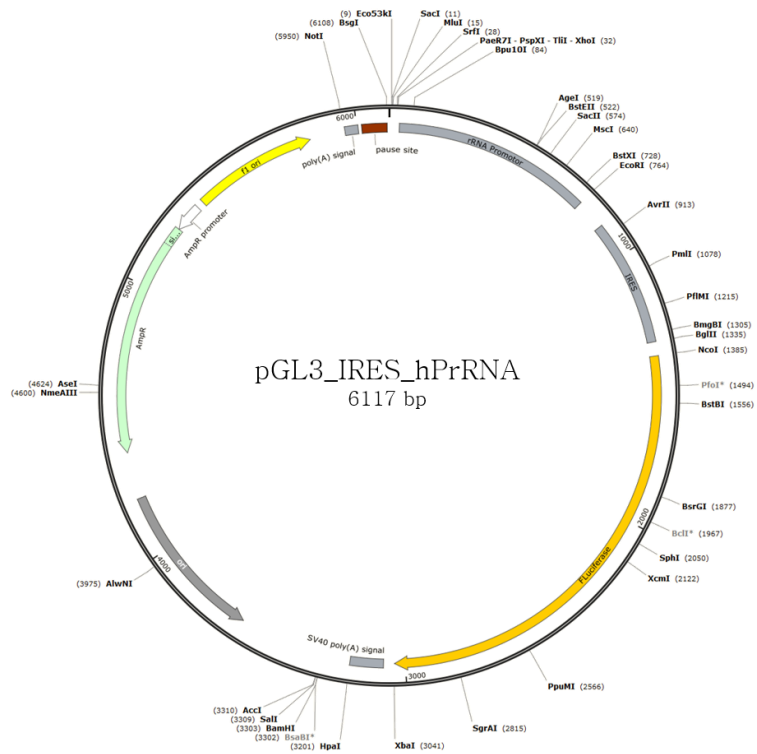 (9) Eco53kI
SacI (11)
(6108) BsgI
MluI (15)
SrfI (28)
(5950) NotI
PaeR7I - PspXI - TliI - XhoI (32)
Bpu10I (84)
AgeI (519)
BstEII (522)
SacII (574)
MscI (640)
BstXI (728)
EcoRI (764)
AvrII (913)
PmlI (1078)
PflMI (1215)
BmgBI (1305)
BglII (1335)
NcoI (1385)
PfoI* (1494)
BstBI (1556)
BsrGI (1877)
BclI* (1967)
SphI (2050)
XcmI (2122)
PpuMI (2566)
SgrAI (2815)
XbaI (3041)
(3201) HpaI
(3302) BsaBI*
(3303) BamHI
(3309) SalI
(3310) AccI
(3975) AlwNI
(4600) NmeAIII
(4624) AseI
6000
1000
2000
3000
4000
5000
poly(A) signal
pause site
rRNA Promotor
IRES
FLuciferase
SV40 poly(A) signal
ori
AmpR
si...
AmpR promoter
f1 ori
pGL3_IRES_hPrRNA
6117 bp